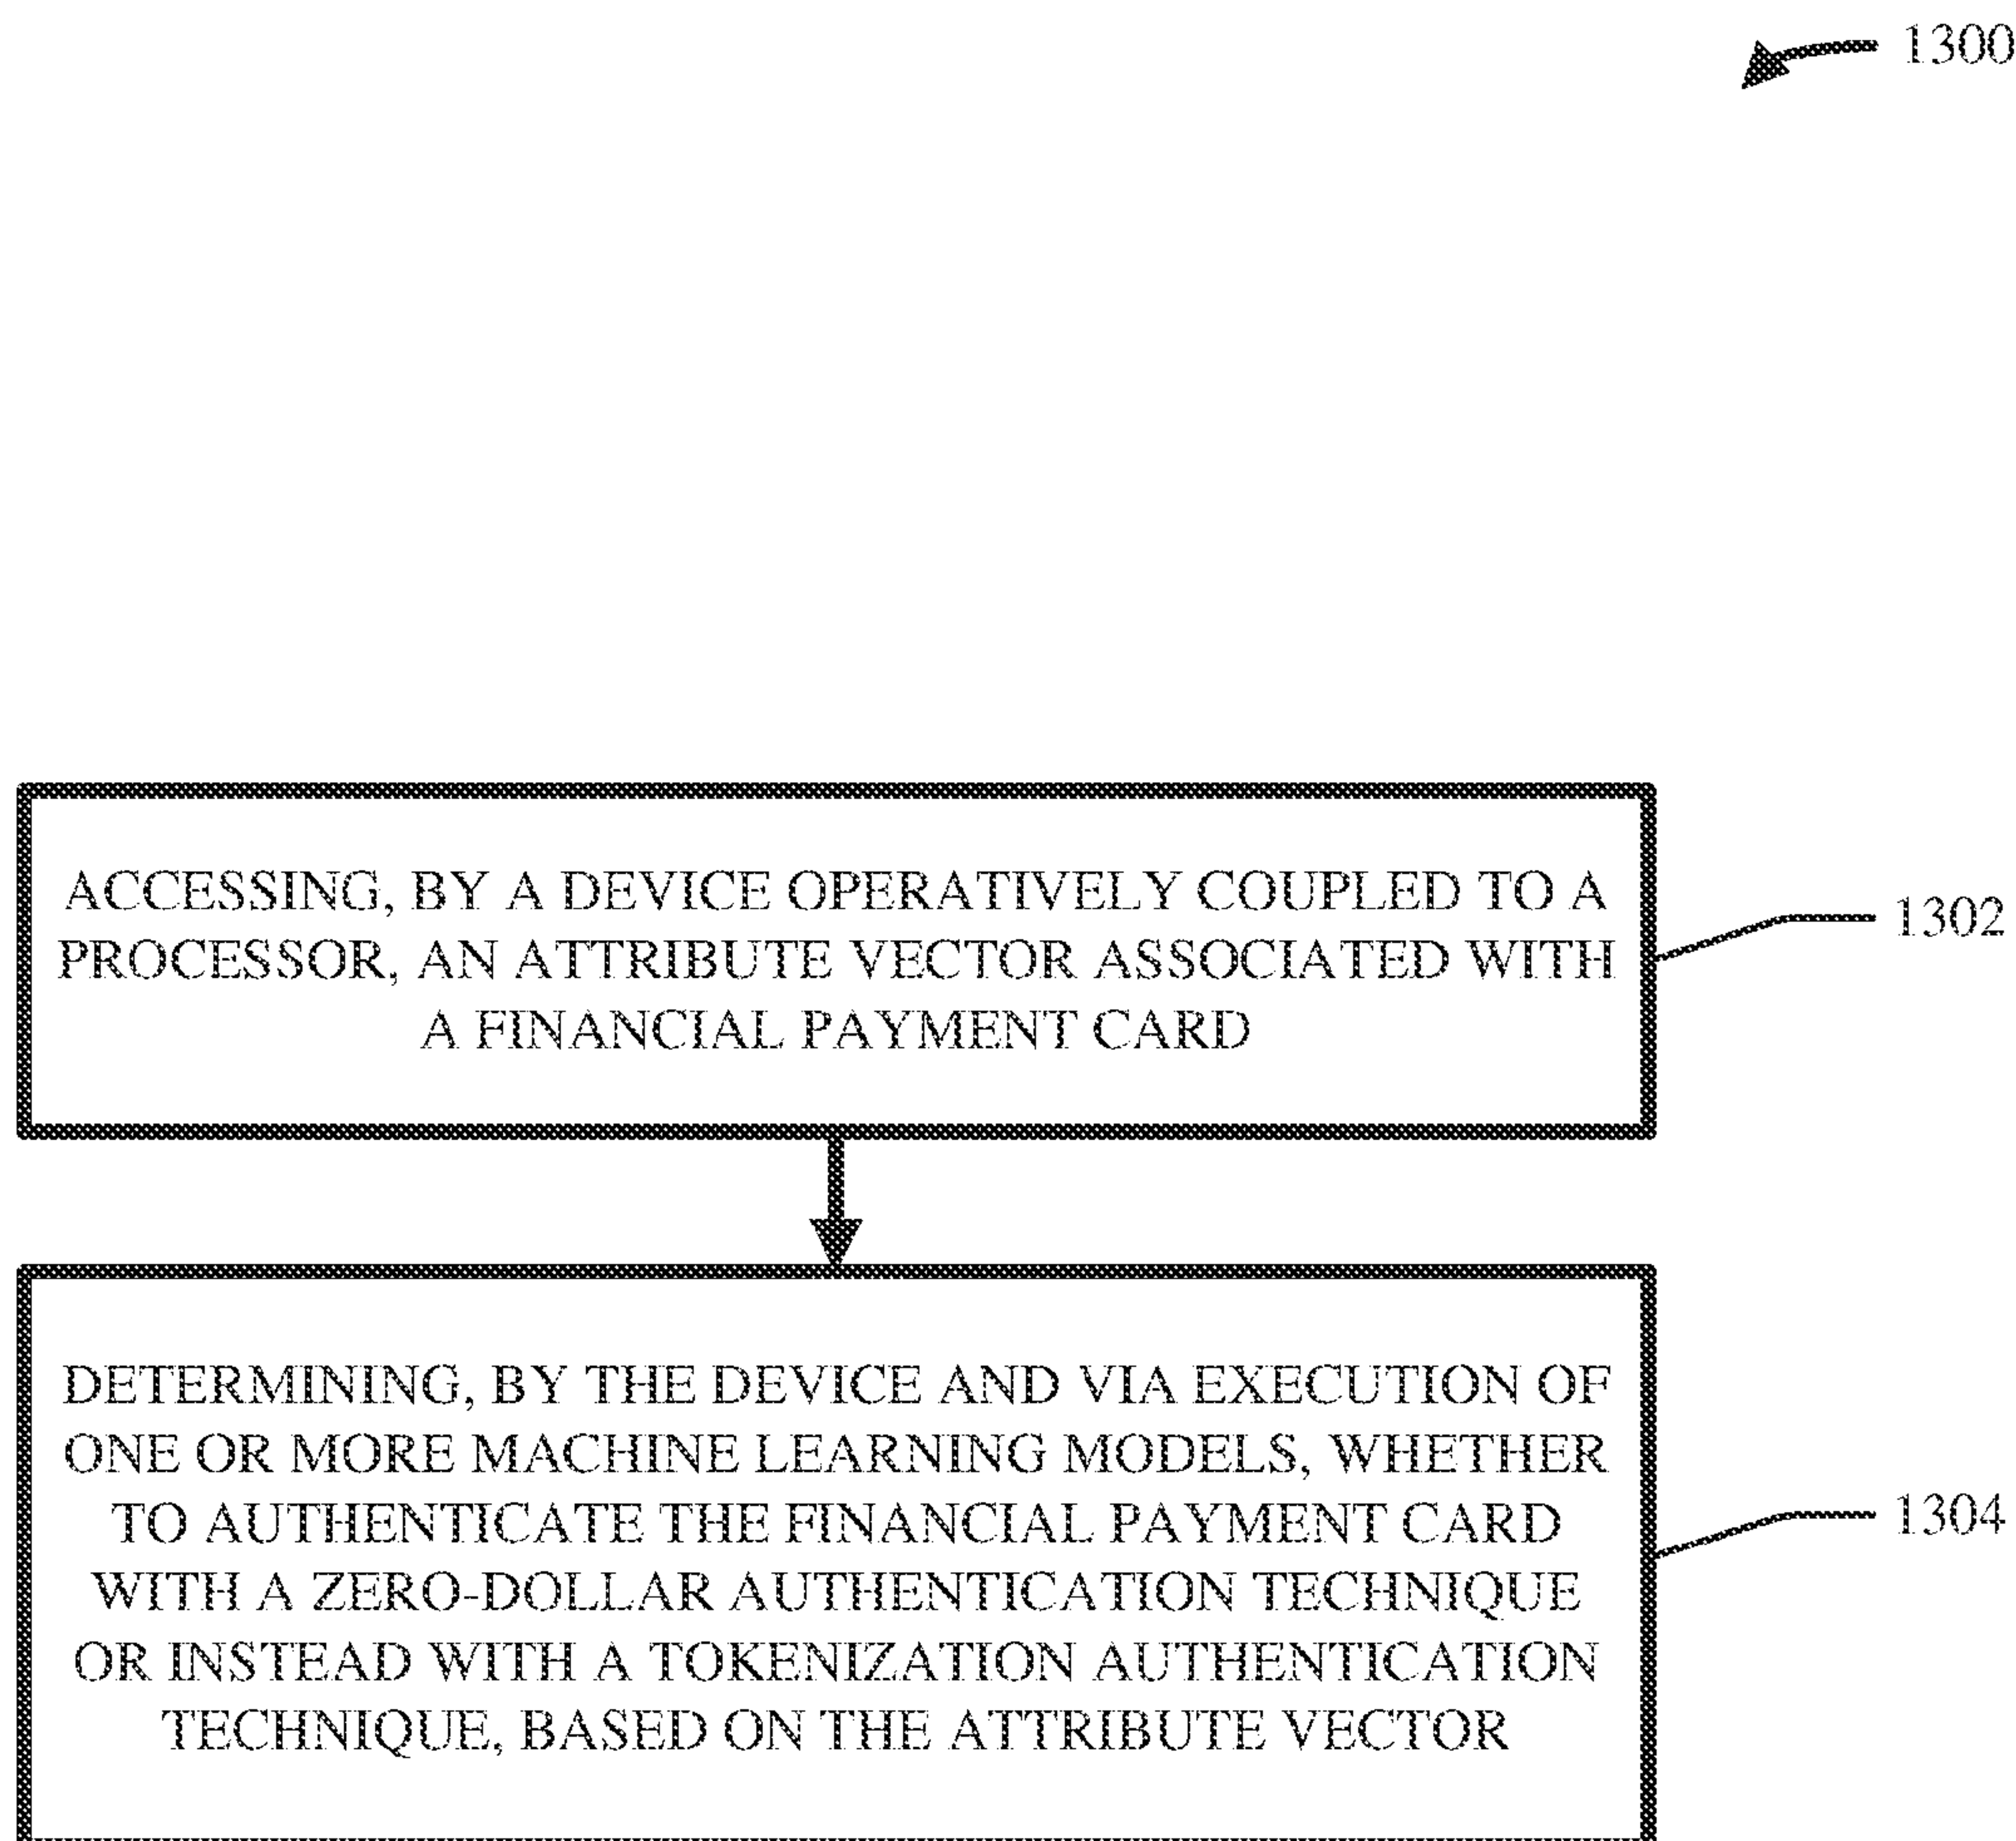 1300
ACCESSING, BY A DEVICE OPERATIVELY COUPLED TO A
PROCESSOR, AN ATTRIBUTE VECTOR ASSOCIATED WITH
A FINANCIAL PAYMENT CARD
1302
DETERMINING, BY THE DEVICE AND VIA EXECUTION OF
ONE OR MORE MACHINE LEARNING MODELS, WHETHER
TO AUTHENTICATE THE FINANCIAL PAYMENT CARD
WITH A ZERO-DOLLAR AUTHENTICATION TECHNIQUE
OR INSTEAD WITH A TOKENIZATION AUTHENTICATION
TECHNIQUE, BASED ON THE ATTRIBUTE VECTOR
1304